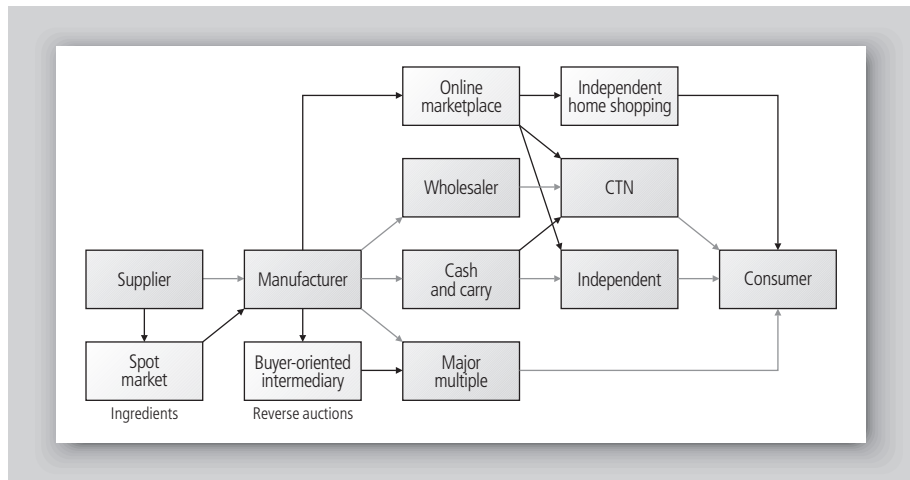 Online
marketplace
Independent
home shopping
Wholesaler
CTN
Supplier
Manufacturer
Cash
and carry
Independent
Consumer
Spot
market
Buyer-oriented
intermediary
Major
multiple
Ingredients
Reverse auctions